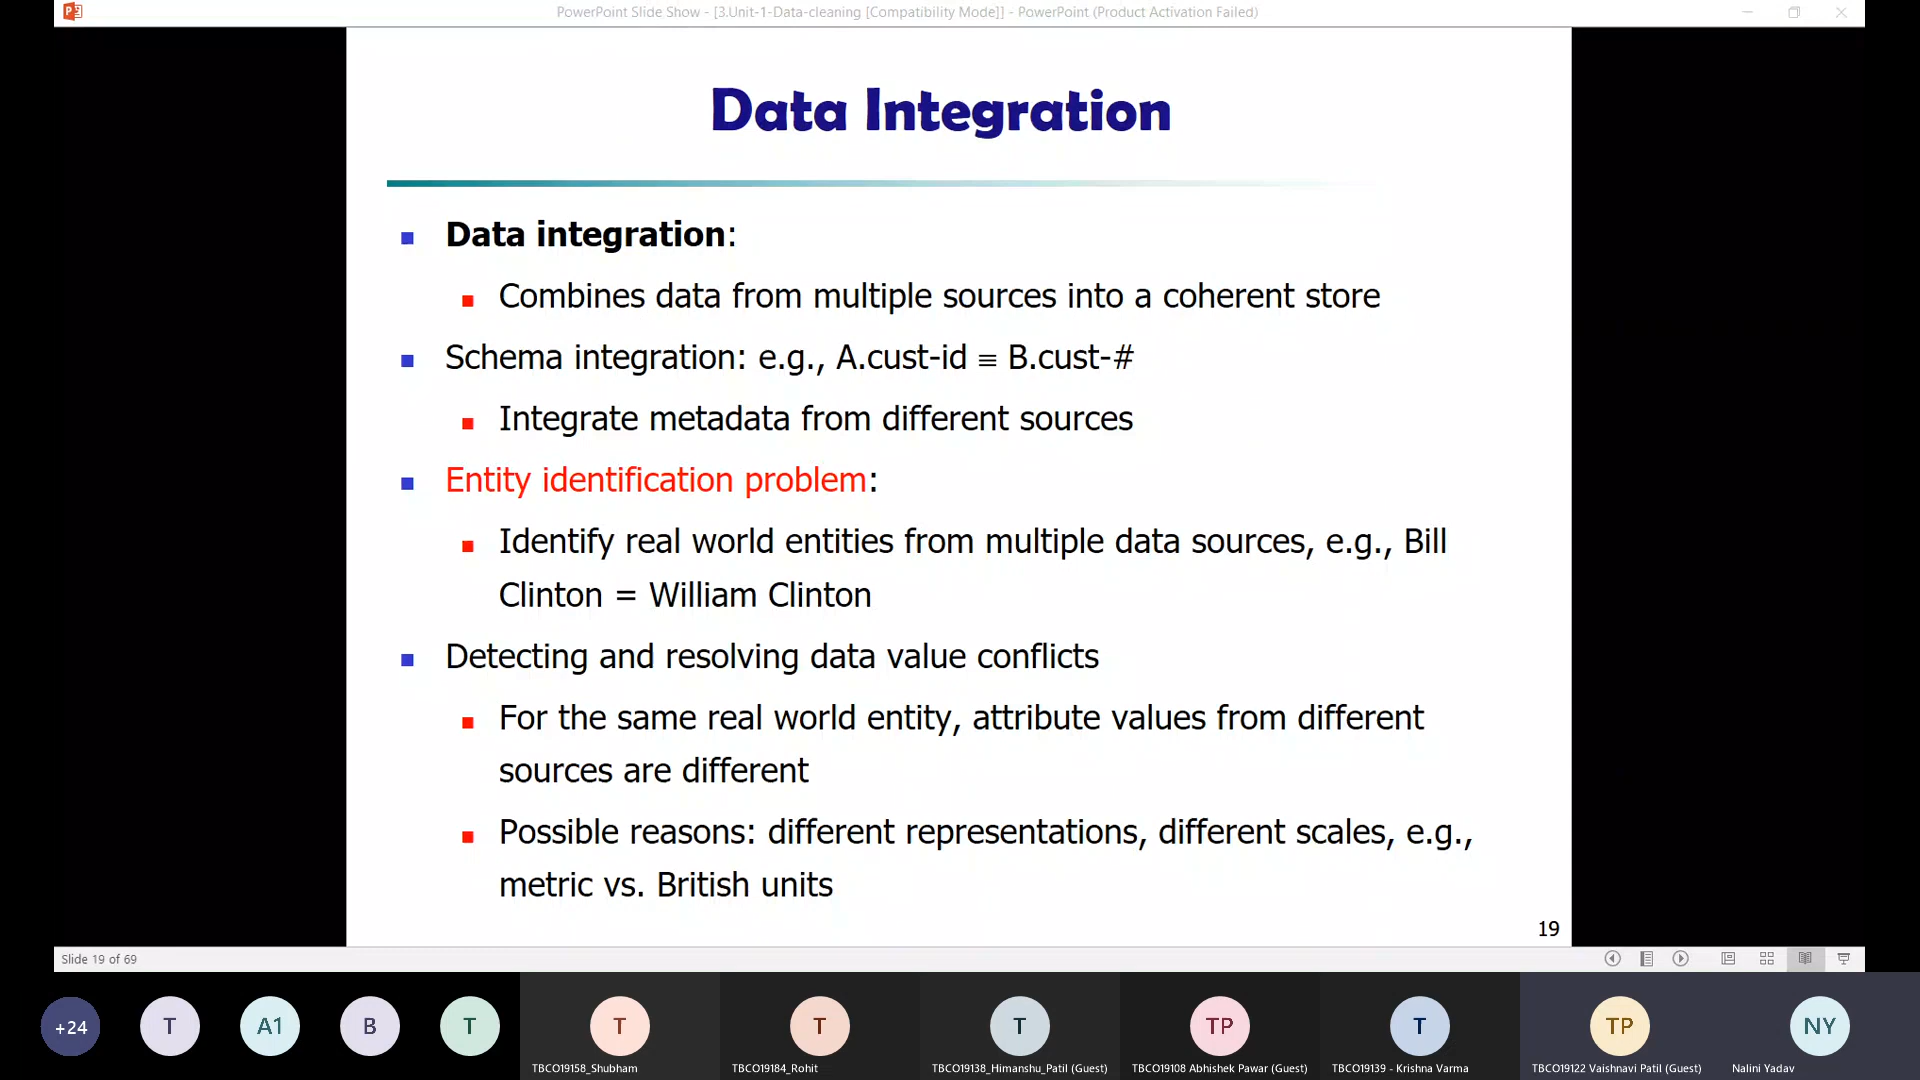 PowerPoint Slide Show - [3.Unit-1-Data-cleaning [Compatibility Mode]] - PowerPoint (Product Activation Failed)
Data Integration
Data integration:
Combines data from multiple sources into a coherent store
Schema integration: e.g., A.cust-id ≡ B.cust-#
Integrate metadata from different sources
Entity identification problem:
Identify real world entities from multiple data sources, e.g., Bill
Clinton = William Clinton
Detecting and resolving data value conflicts
For the same real world entity, attribute values from different
sources are different
Possible reasons: different representations, different scales, e.g.,
metric vs. British units
19
Slide 19 of 69
+24
T
A1
B
T
T
T
T
TP
T
TP
NY
TBCO19158_Shubham
TBCO19184_Rohit
TBCO19138_Himanshu_Patil (Guest)
TBCO19108 Abhishek Pawar (Guest)
TBCO19139 - Krishna Varma
TBCO19122 Vaishnavi Patil (Guest)
Nalini Yadav